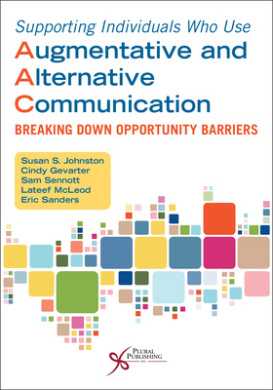 Supporting Individuals Who Use
Augmentative and
Alternative
Communication
BREAKING DOWN OPPORTUNITY BARRIERS
Susan S. Johnston
Cindy Gevarter
Sam Sennott
Lateef McLeod
Eric Sanders
PLURAL
PUBLISHING
INC.